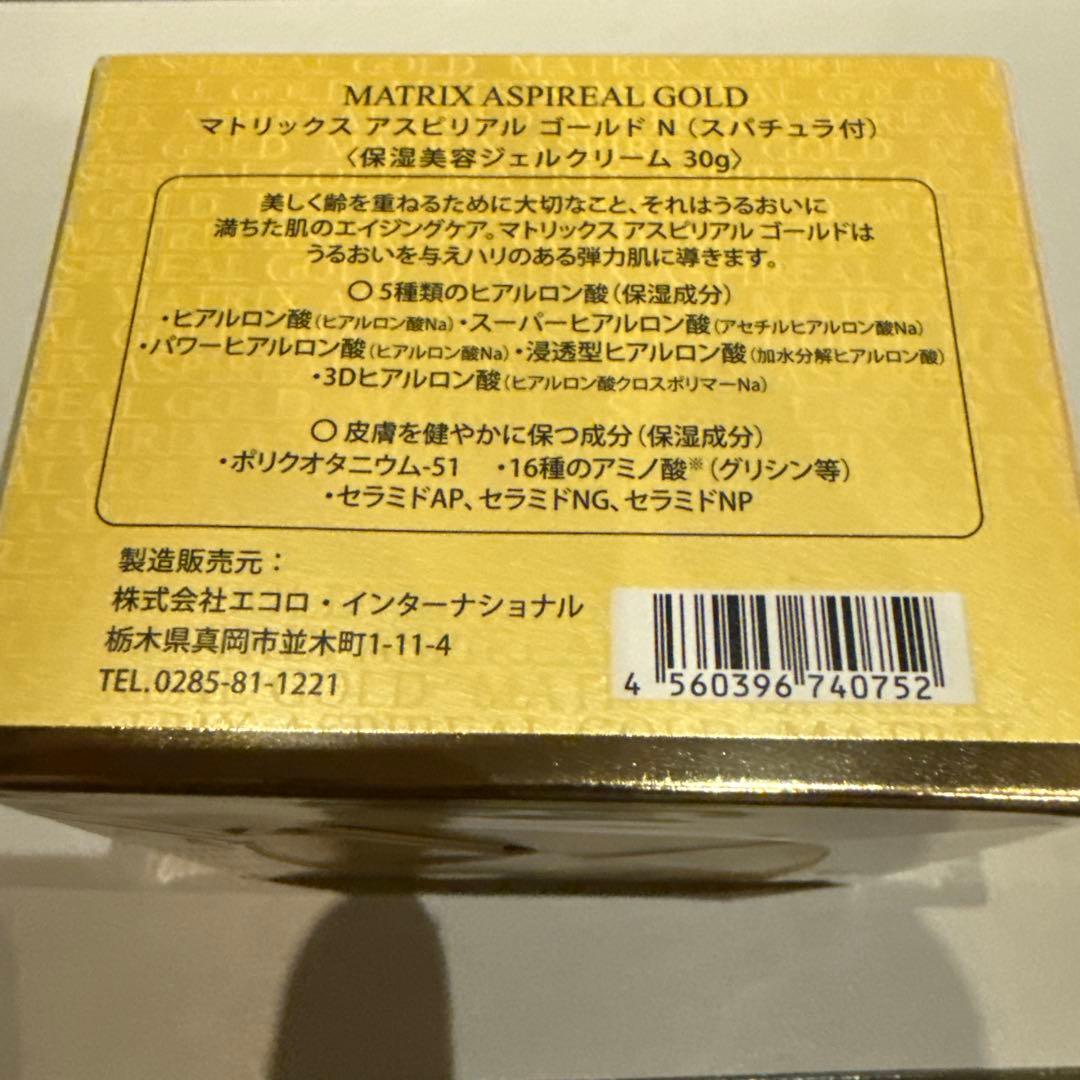 MATRIX ASPIREAL GOLD
マトリックス アスピリアル ゴールド N（スパチュラ付）
〈保湿美容ジェルクリーム 30g〉
美しく齢を重ねるために大切なこと、それはうるおいに
満ちた肌のエイジングケア。マトリックス アスピリアル ゴールドは
うるおいを与えハリのある弾力肌に導きます。
○ 5種類のヒアルロン酸（保湿成分）
・ヒアルロン酸（ヒアルロン酸Na）・スーパーヒアルロン酸（アセチルヒアルロン酸Na）
・パワーヒアルロン酸（ヒアルロン酸Na）・浸透型ヒアルロン酸（加水分解ヒアルロン酸）
・3Dヒアルロン酸（ヒアルロン酸クロスポリマーNa）
○ 皮膚を健やかに保つ成分（保湿成分）
・ポリクオタニウム-51 ・16種のアミノ酸※（グリシン等）
・セラミドAP、セラミドNG、セラミドNP
製造販売元：
株式会社エコロ・インターナショナル
栃木県真岡市並木町1-11-4
TEL.0285-81-1221
4 560396 740752